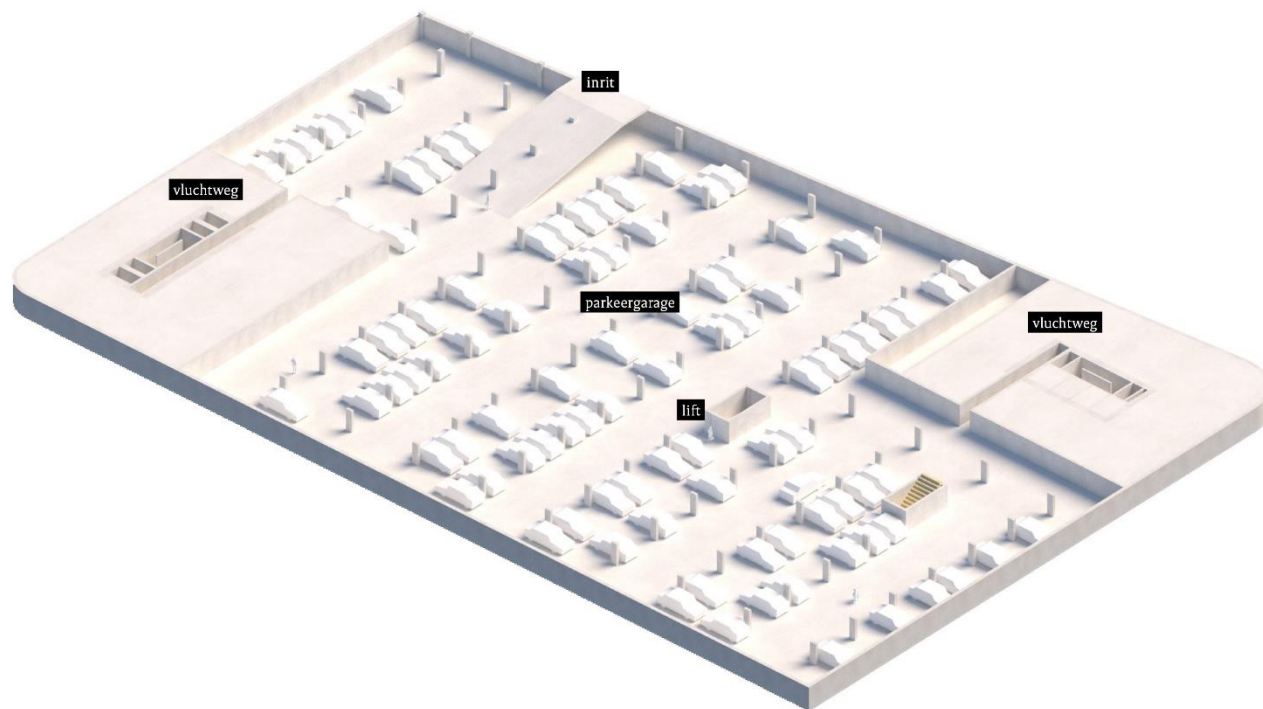 inrit
vluchtweg
parkeergarage
vluchtweg
lift